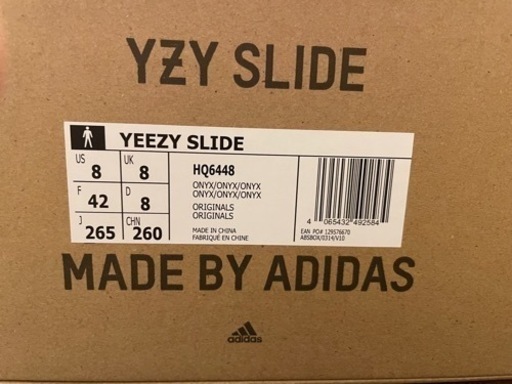 YZY SLIDE
YEEZY SLIDE
US 8 UK 8
F 42 D 8
J 265 CHN 260
HQ6448
ONYX/ONYX/ONYX
ONYX/ONYX/ONYX
ORIGINALS
ORIGINALS
MADE IN CHINA
FABRIQUÉ EN CHINE
4 065432 492584
EAN PO# 129576670
ABSBOX/0314/V10
MADE BY ADIDAS
adidas